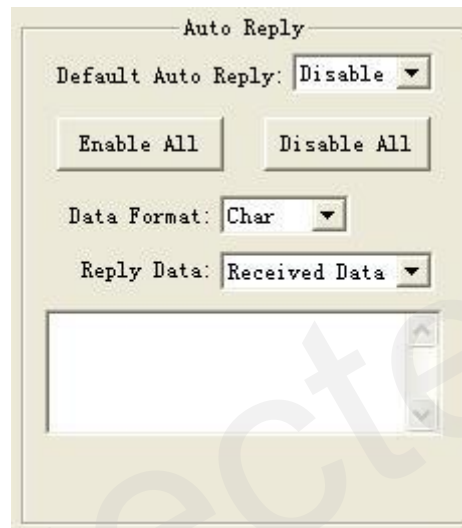 Auto Reply
Default Auto Reply: Disable
Enable All Disable All
Data Format: Char
Reply Data: Received Data